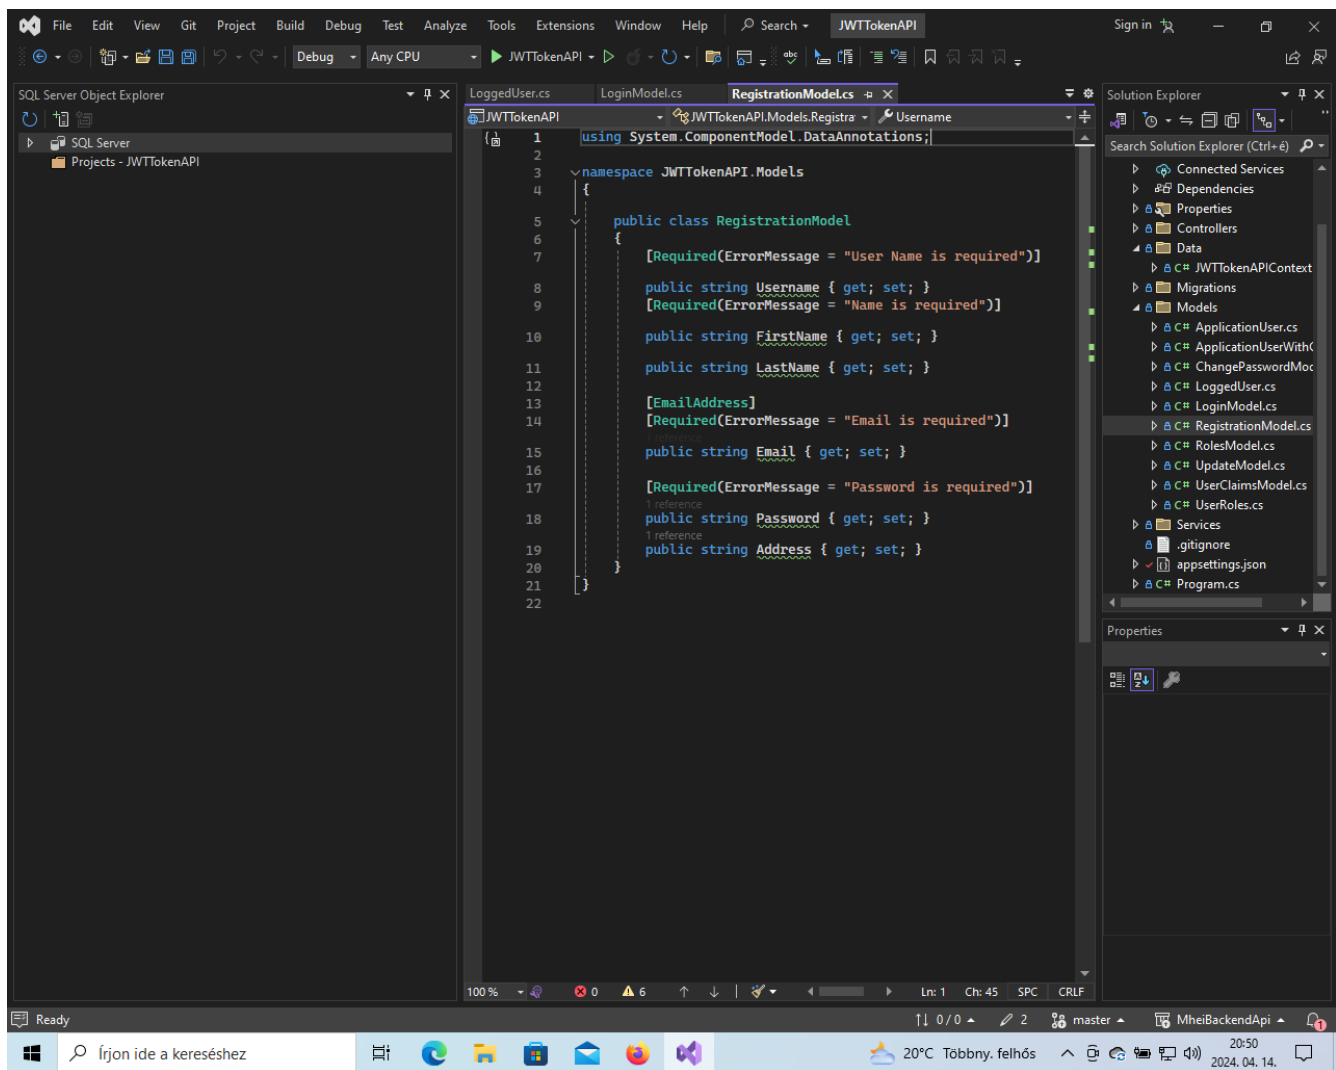 File Edit View Git Project Build Debug Test Analyze Tools Extensions Window Help Search JWTTokenAPI Sign in
Debug Any CPU JWTTokenAPI
SQL Server Object Explorer
SQL Server
Projects - JWTTokenAPI
LoggedUser.cs LoginModel.cs RegistrationModel.cs
JWTTokenAPI JWTTokenAPI.Models.Registra Username
1 using System.ComponentModel.DataAnnotations;
2
3 namespace JWTTokenAPI.Models
4 {
5 public class RegistrationModel
6 {
7 [Required(ErrorMessage = "User Name is required")]
8 public string Username { get; set; }
9 [Required(ErrorMessage = "Name is required")]
10 public string FirstName { get; set; }
11 public string LastName { get; set; }
12
13 [EmailAddress]
14 [Required(ErrorMessage = "Email is required")]
1 reference
15 public string Email { get; set; }
16
17 [Required(ErrorMessage = "Password is required")]
1 reference
18 public string Password { get; set; }
1 reference
19 public string Address { get; set; }
20 }
21 }
22
100 % 0 6 Ln: 1 Ch: 45 SPC CRLF
Solution Explorer
Search Solution Explorer (Ctrl+é)
Connected Services
Dependencies
Properties
Controllers
Data
C# JWTTokenAPIContext
Migrations
Models
C# ApplicationUser.cs
C# ApplicationUserWith
C# ChangePasswordMod
C# LoggedUser.cs
C# LoginModel.cs
C# RegistrationModel.cs
C# RolesModel.cs
C# UpdateModel.cs
C# UserClaimsModel.cs
C# UserRoles.cs
Services
.gitignore
appsettings.json
C# Program.cs
Properties
Ready 0 / 0 2 master MheiBackendApi 1
Írjon ide a kereséshez 20°C Többny. felhős 20:50
2024. 04. 14.